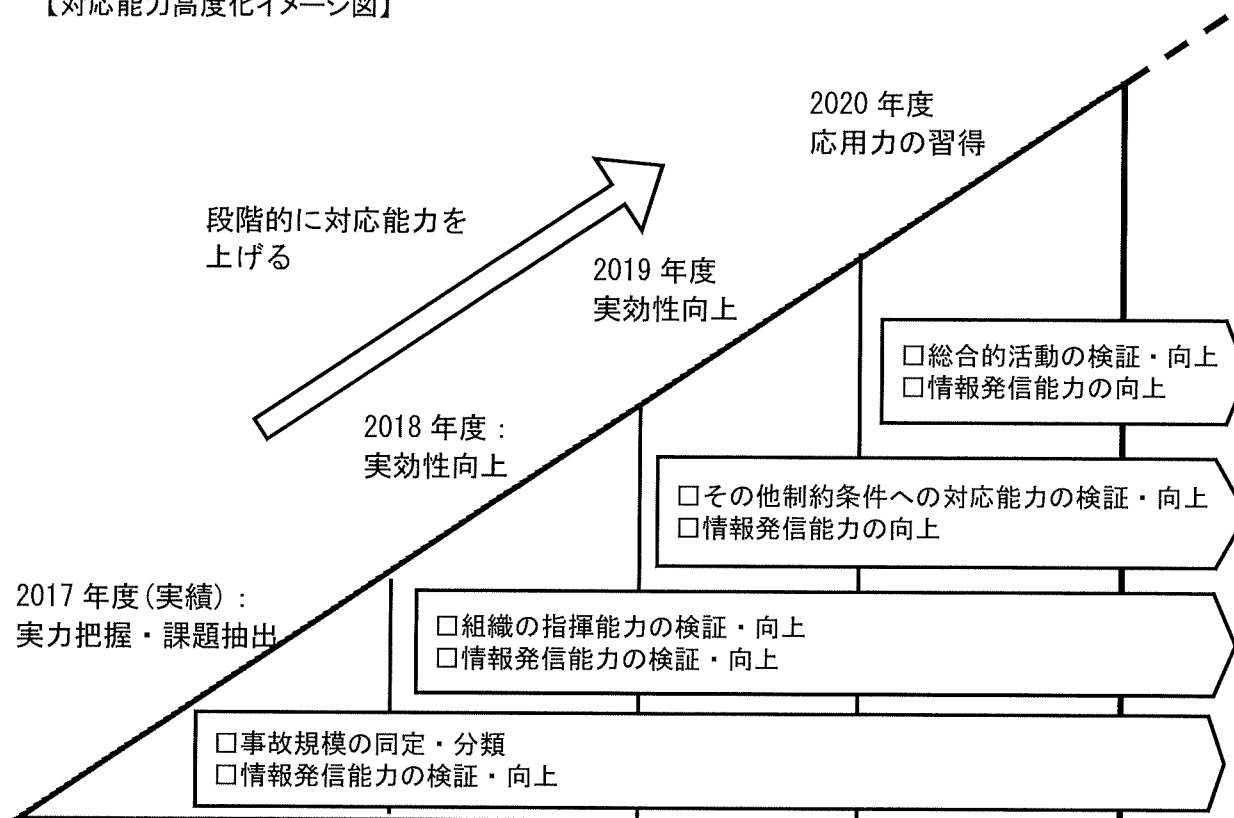 【対応能力高度化イメージ図】
2020 年度
応用力の習得
段階的に対応能力を
上げる
2019 年度
実効性向上
□総合的活動の検証・向上
□情報発信能力の向上
2018 年度：
実効性向上
□その他制約条件への対応能力の検証・向上
□情報発信能力の向上
2017 年度(実績)：
実力把握・課題抽出
□組織の指揮能力の検証・向上
□情報発信能力の検証・向上
□事故規模の同定・分類
□情報発信能力の検証・向上